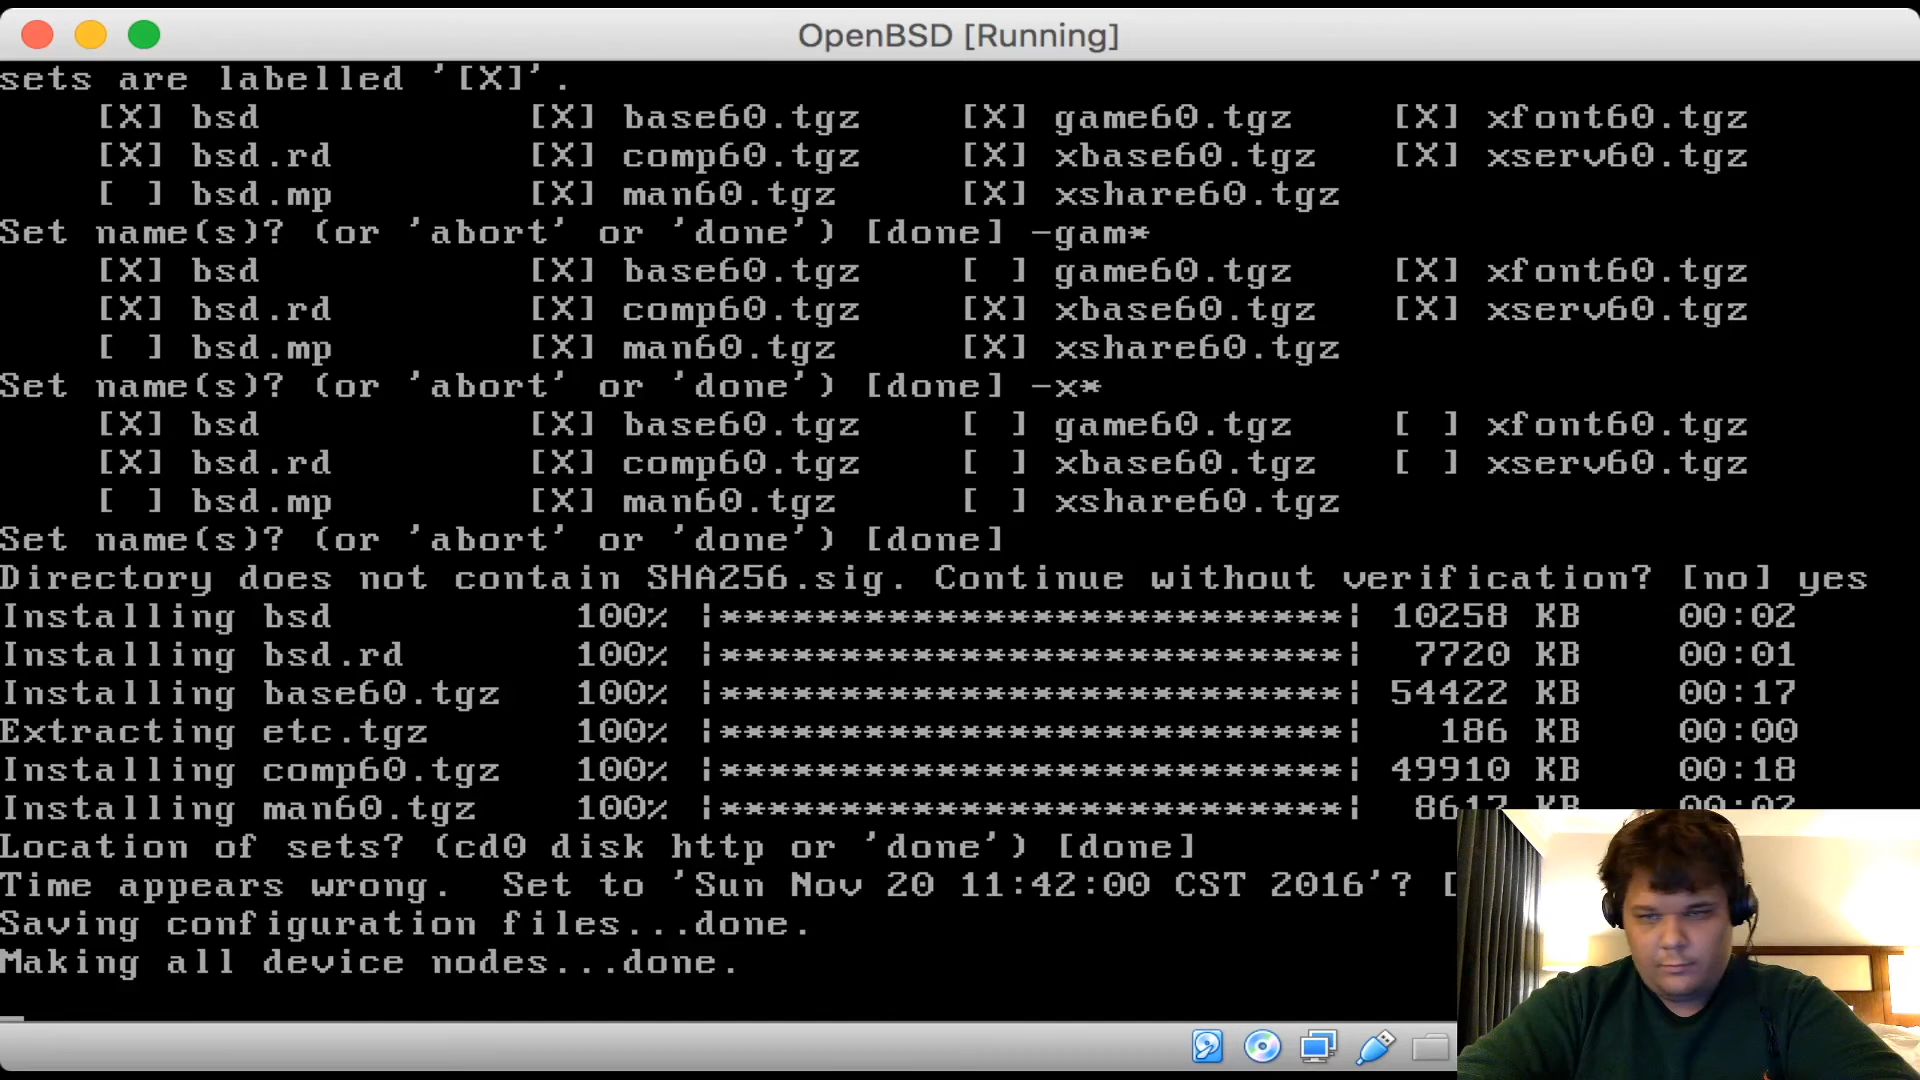 OpenBSD [Running]
sets are labelled '[X]'.
[X] bsd [X] base60.tgz [X] game60.tgz [X] xfont60.tgz
[X] bsd.rd [X] comp60.tgz [X] xbase60.tgz [X] xserv60.tgz
[ ] bsd.mp [X] man60.tgz [X] xshare60.tgz
Set name(s)? (or 'abort' or 'done') [done] -gam*
[X] bsd [X] base60.tgz [ ] game60.tgz [X] xfont60.tgz
[X] bsd.rd [X] comp60.tgz [X] xbase60.tgz [X] xserv60.tgz
[ ] bsd.mp [X] man60.tgz [X] xshare60.tgz
Set name(s)? (or 'abort' or 'done') [done] -x*
[X] bsd [X] base60.tgz [ ] game60.tgz [ ] xfont60.tgz
[X] bsd.rd [X] comp60.tgz [ ] xbase60.tgz [ ] xserv60.tgz
[ ] bsd.mp [X] man60.tgz [ ] xshare60.tgz
Set name(s)? (or 'abort' or 'done') [done]
Directory does not contain SHA256.sig. Continue without verification? [no] yes
Installing bsd 100% |**************************| 10258 KB 00:02
Installing bsd.rd 100% |**************************| 7720 KB 00:01
Installing base60.tgz 100% |**************************| 54422 KB 00:17
Extracting etc.tgz 100% |**************************| 186 KB 00:00
Installing comp60.tgz 100% |**************************| 49910 KB 00:18
Installing man60.tgz 100% |**************************| KB 00:02
Location of sets? (cd0 disk http or 'done') [done]
Time appears wrong. Set to 'Sun Nov 20 11:42:00 CST 2016'? [
Saving configuration files...done.
Making all device nodes...done.